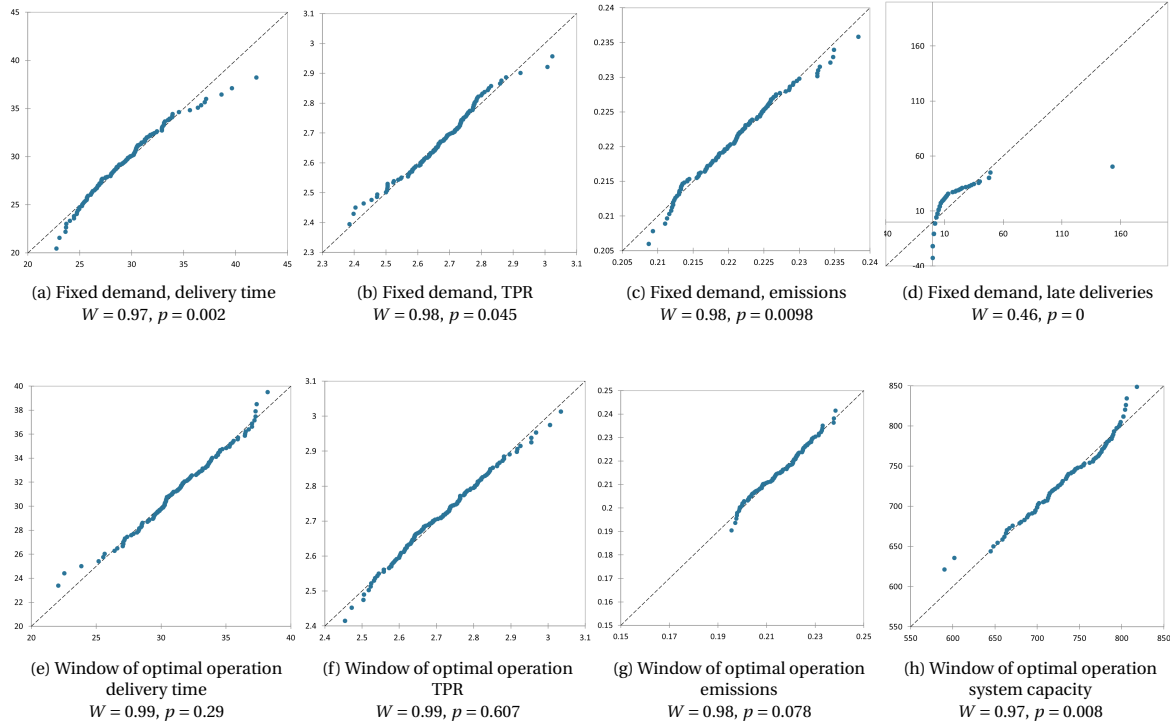 45
40
35
30
25
20
20 25 30 35 40 45
(a) Fixed demand, delivery time
W = 0.97, p = 0.002
3.1
3
2.9
2.8
2.7
2.6
2.5
2.4
2.3
2.3 2.4 2.5 2.6 2.7 2.8 2.9 3 3.1
(b) Fixed demand, TPR
W = 0.98, p = 0.045
0.24
0.235
0.23
0.225
0.22
0.215
0.21
0.205
0.205 0.21 0.215 0.22 0.225 0.23 0.235 0.24
(c) Fixed demand, emissions
W = 0.98, p = 0.0098
160
110
60
10
40 10 60 110 160
-40
(d) Fixed demand, late deliveries
W = 0.46, p = 0
40
38
36
34
32
30
28
26
24
22
20
20 25 30 35 40
(e) Window of optimal operation
delivery time
W = 0.99, p = 0.29
3.1
3
2.9
2.8
2.7
2.6
2.5
2.4
2.4 2.5 2.6 2.7 2.8 2.9 3 3.1
(f) Window of optimal operation
TPR
W = 0.99, p = 0.607
0.25
0.24
0.23
0.22
0.21
0.2
0.19
0.18
0.17
0.16
0.15
0.15 0.17 0.19 0.21 0.23 0.25
(g) Window of optimal operation
emissions
W = 0.98, p = 0.078
850
800
750
700
650
600
550
550 600 650 700 750 800 850
(h) Window of optimal operation
system capacity
W = 0.97, p = 0.008